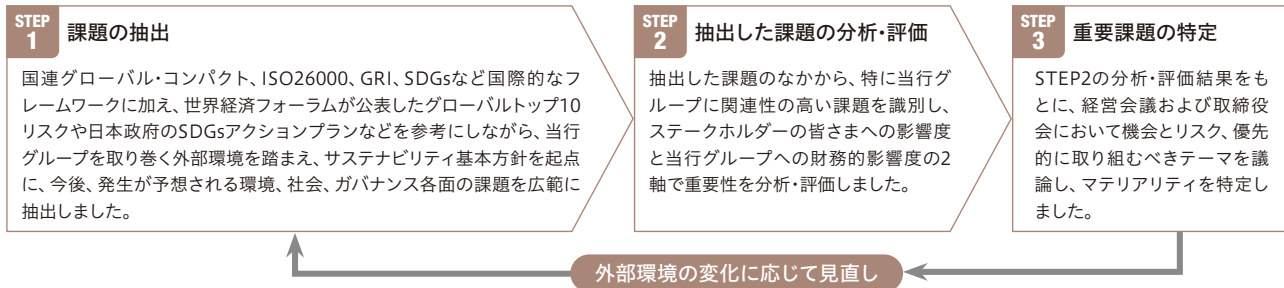 STEP
1
課題の抽出
国連グローバル・コンパクト、ISO26000、GRI、SDGsなど国際的なフ
レームワークに加え、世界経済フォーラムが公表したグローバルトップ10
リスクや日本政府のSDGsアクションプランなどを参考にしながら、当行
グループを取り巻く外部環境を踏まえ、サステナビリティ基本方針を起点
に、今後、発生が予想される環境、社会、ガバナンス各面の課題を広範に
抽出しました。
STEP
2
抽出した課題の分析・評価
抽出した課題のなかから、特に当行グ
ループに関連性の高い課題を識別し、
ステークホルダーの皆さまへの影響度
と当行グループへの財務的影響度の2
軸で重要性を分析・評価しました。
STEP
3
重要課題の特定
STEP2の分析・評価結果をも
とに、経営会議および取締役
会において機会とリスク、優先
的に取り組むべきテーマを議
論し、マテリアリティを特定し
ました。
外部環境の変化に応じて見直し